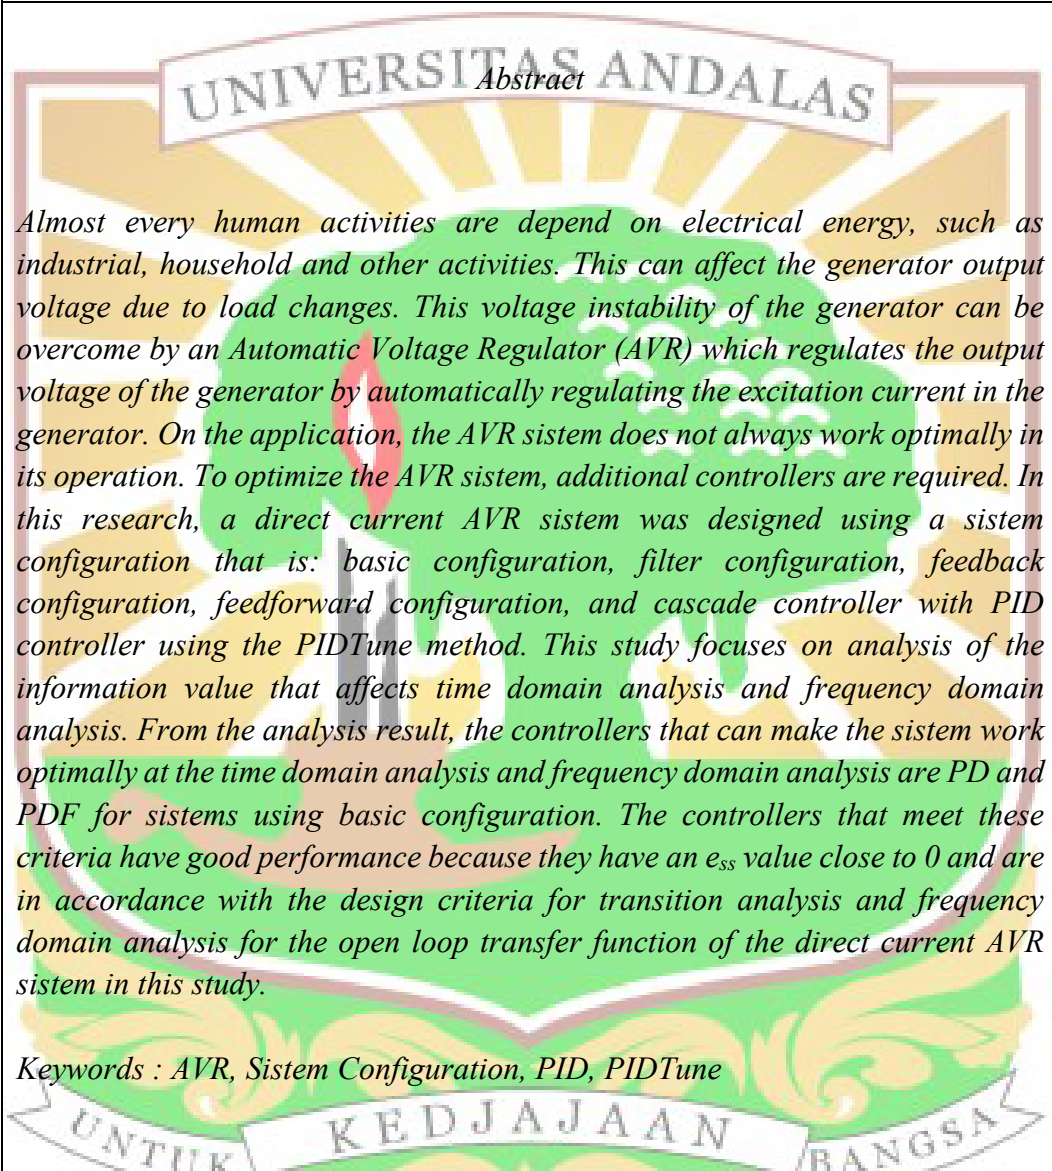 UNIVERSITAS ANDALAS
Abstract
Almost every human activities are depend on electrical energy, such as
industrial, household and other activities. This can affect the generator output
voltage due to load changes. This voltage instability of the generator can be
overcome by an Automatic Voltage Regulator (AVR) which regulates the output
voltage of the generator by automatically regulating the excitation current in the
generator. On the application, the AVR sistem does not always work optimally in
its operation. To optimize the AVR sistem, additional controllers are required. In
this research, a direct current AVR sistem was designed using a sistem
configuration that is: basic configuration, filter configuration, feedback
configuration, feedforward configuration, and cascade controller with PID
controller using the PIDTune method. This study focuses on analysis of the
information value that affects time domain analysis and frequency domain
analysis. From the analysis result, the controllers that can make the sistem work
optimally at the time domain analysis and frequency domain analysis are PD and
PDF for sistems using basic configuration. The controllers that meet these
criteria have good performance because they have an ess value close to 0 and are
in accordance with the design criteria for transition analysis and frequency
domain analysis for the open loop transfer function of the direct current AVR
sistem in this study.
Keywords : AVR, Sistem Configuration, PID, PIDTune
UNTUK KEDJAJAAN BANGSA